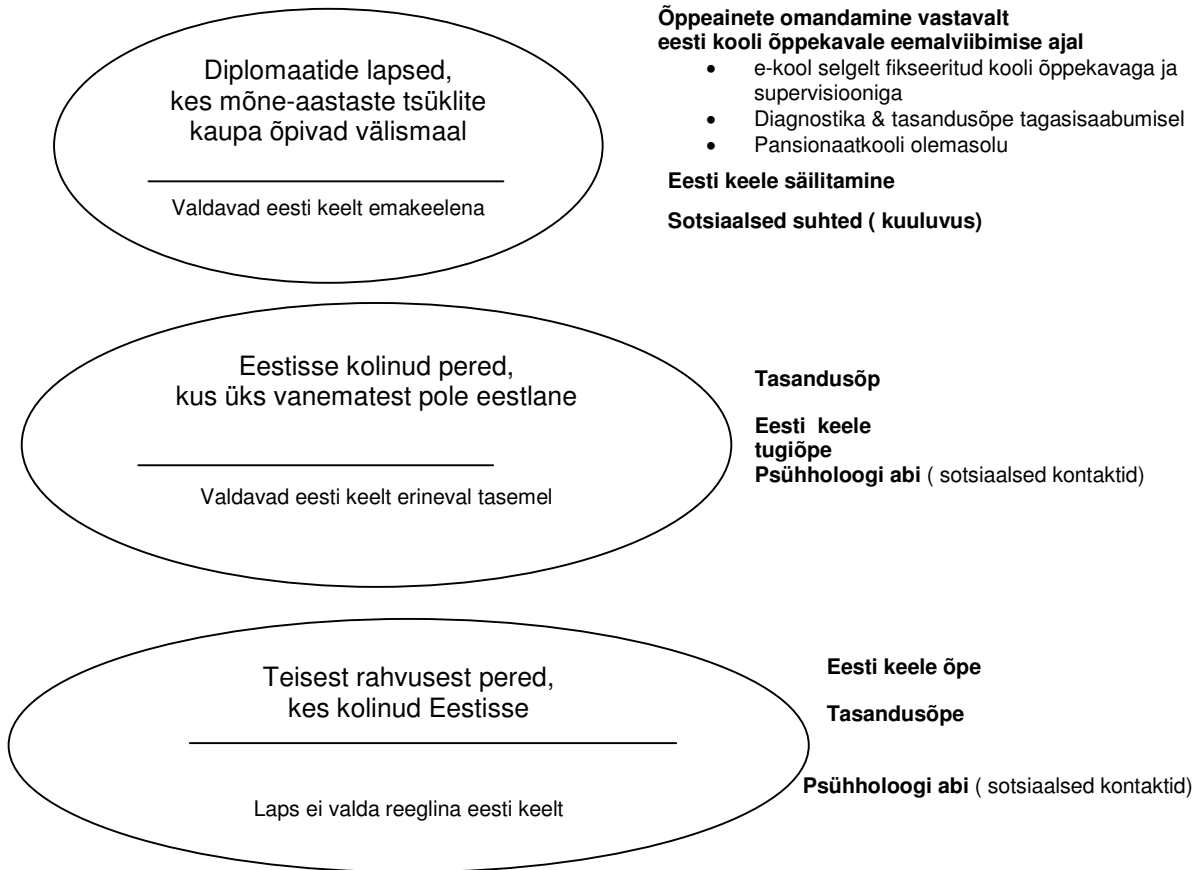 Diplomaatide lapsed,
kes mõne-aastaste tsüklite
kaupa õpivad välismaal
Valdavad eesti keelt emakeelena
Õppeainete omandamine vastavalt
eesti kooli õppekavale eemalviibimise ajal
• e-kool selgelt fikseeritud kooli õppekavaga ja
supervisiooniga
• Diagnostika & tasandusõpe tagasisaabumisel
• Pansionaatkooli olemasolu
Eesti keele säilitamine
Sotsiaalsed suhted ( kuuluvus)
Eestisse kolinud pered,
kus üks vanematest pole eestlane
Valdavad eesti keelt erineval tasemel
Tasandusõp
Eesti keele
tugiõpe
Psühholoogi abi ( sotsiaalsed kontaktid)
Teisest rahvusest pered,
kes kolinud Eestisse
Laps ei valda reeglina eesti keelt
Eesti keele õpe
Tasandusõpe
Psühholoogi abi ( sotsiaalsed kontaktid)